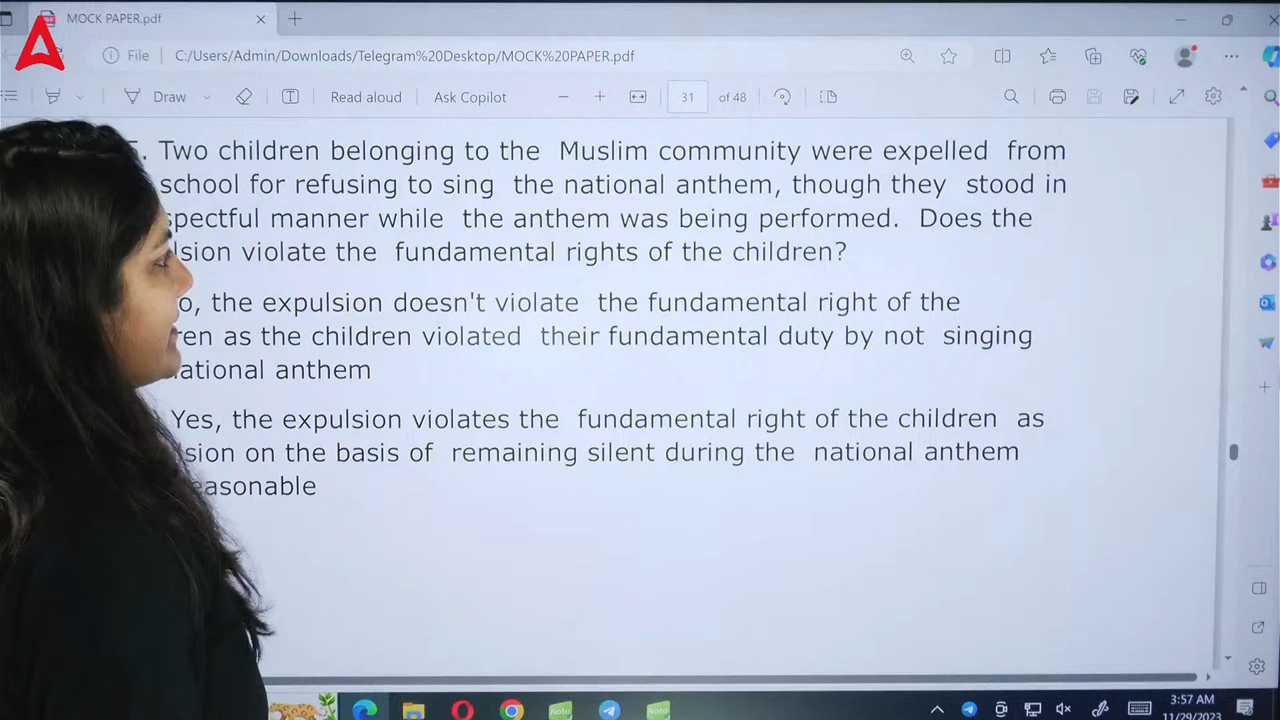 MOCK PAPER.pdf
File C:/Users/Admin/Downloads/Telegram%20Desktop/MOCK%20PAPER.pdf
Draw Read aloud Ask Copilot 31 of 48
Two children belonging to the Muslim community were expelled from
school for refusing to sing the national anthem, though they stood in
spectful manner while the anthem was being performed. Does the
lsion violate the fundamental rights of the children?
o, the expulsion doesn't violate the fundamental right of the
ren as the children violated their fundamental duty by not singing
national anthem
Yes, the expulsion violates the fundamental right of the children as
sion on the basis of remaining silent during the national anthem
easonable
3:57 AM
11/29/2023